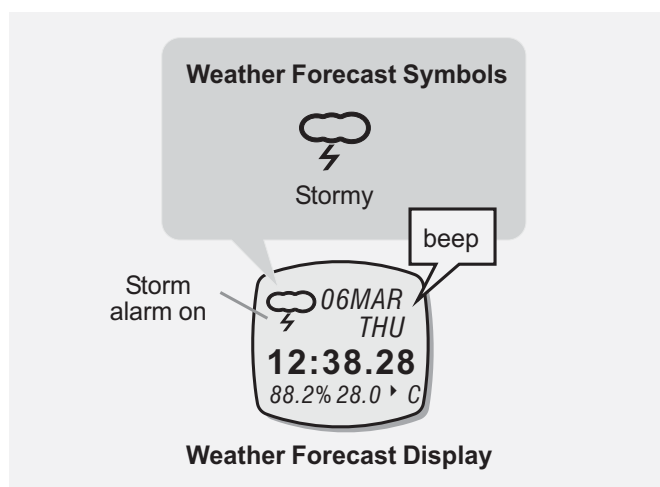 Weather Forecast Symbols
Stormy
beep
Storm
alarm on
06MAR
THU
12:38.28
88.2% 28.0 ‣ C
Weather Forecast Display